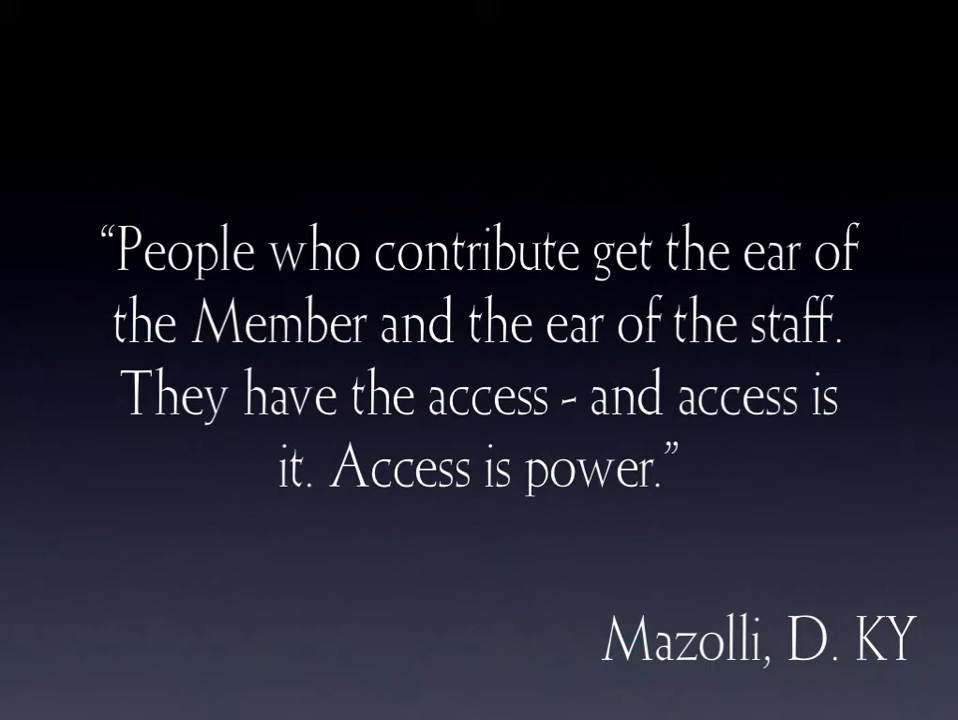 “People who contribute get the ear of
the Member and the ear of the staff.
They have the access - and access is
it. Access is power.”
Mazolli, D. KY